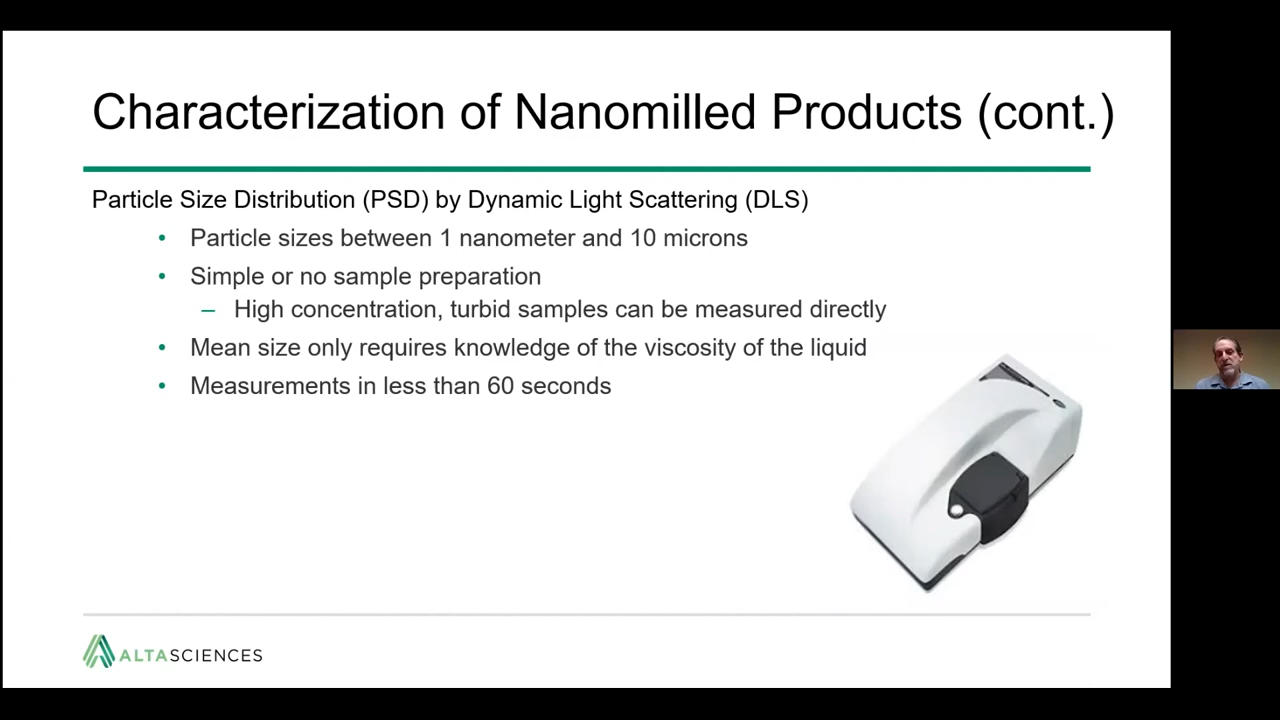 Characterization of Nanomilled Products (cont.)
Particle Size Distribution (PSD) by Dynamic Light Scattering (DLS)
• Particle sizes between 1 nanometer and 10 microns
• Simple or no sample preparation
– High concentration, turbid samples can be measured directly
• Mean size only requires knowledge of the viscosity of the liquid
• Measurements in less than 60 seconds
ALTASCIENCES